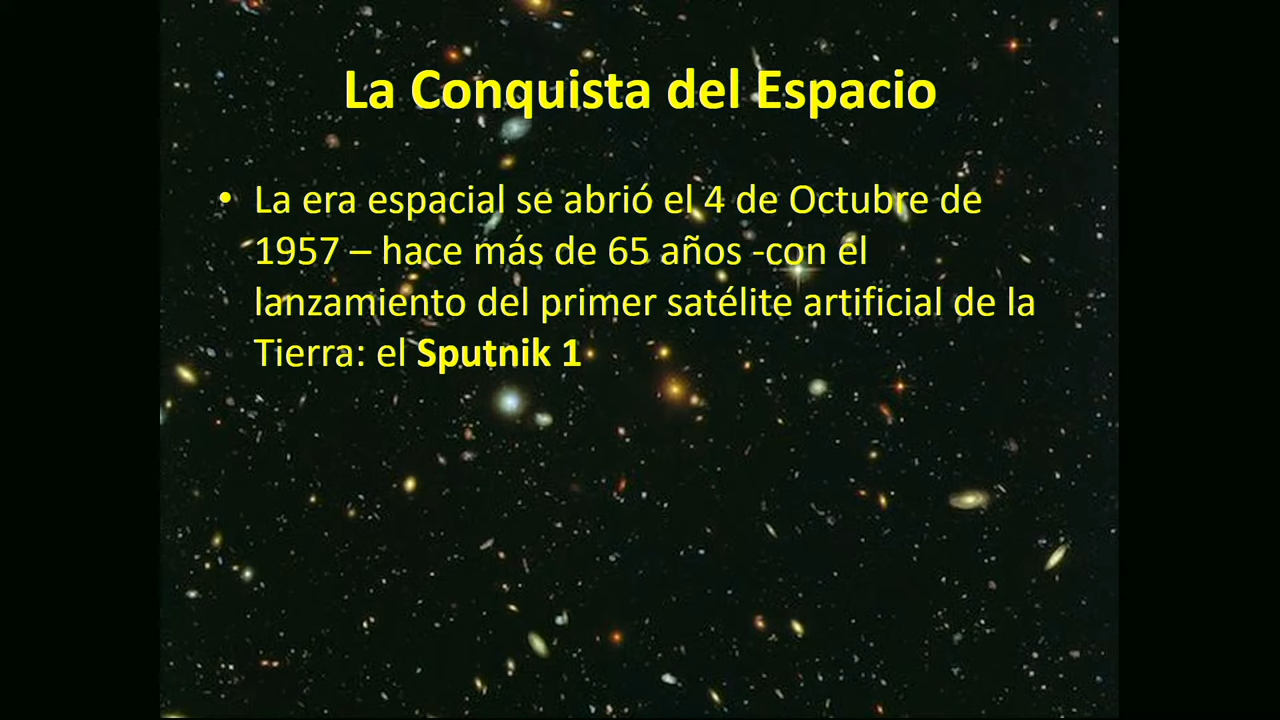 La Conquista del Espacio
• La era espacial se abrió el 4 de Octubre de
1957 – hace más de 65 años -con el
lanzamiento del primer satélite artificial de la
Tierra: el Sputnik 1